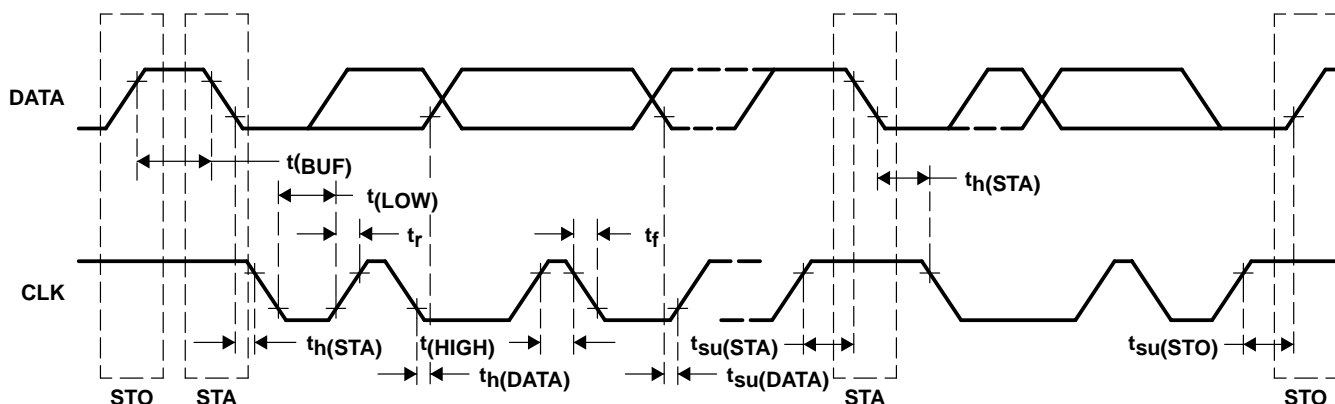 DATA
t(BUF)
th(STA)
t(LOW)
tr
tf
CLK
th(STA)
t(HIGH)
tsu(STA)
tsu(STO)
th(DATA)
tsu(DATA)
STO
STA
STA
STO